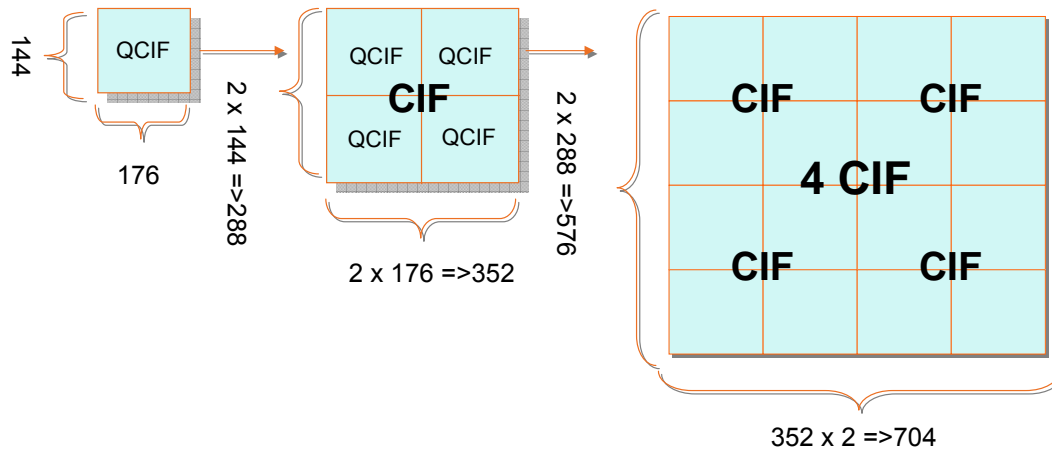 144
QCIF
176
2 x 144 =>288
QCIF QCIF
CIF
QCIF QCIF
2 x 176 =>352
2 x 288 =>576
CIF CIF
4 CIF
CIF CIF
352 x 2 =>704